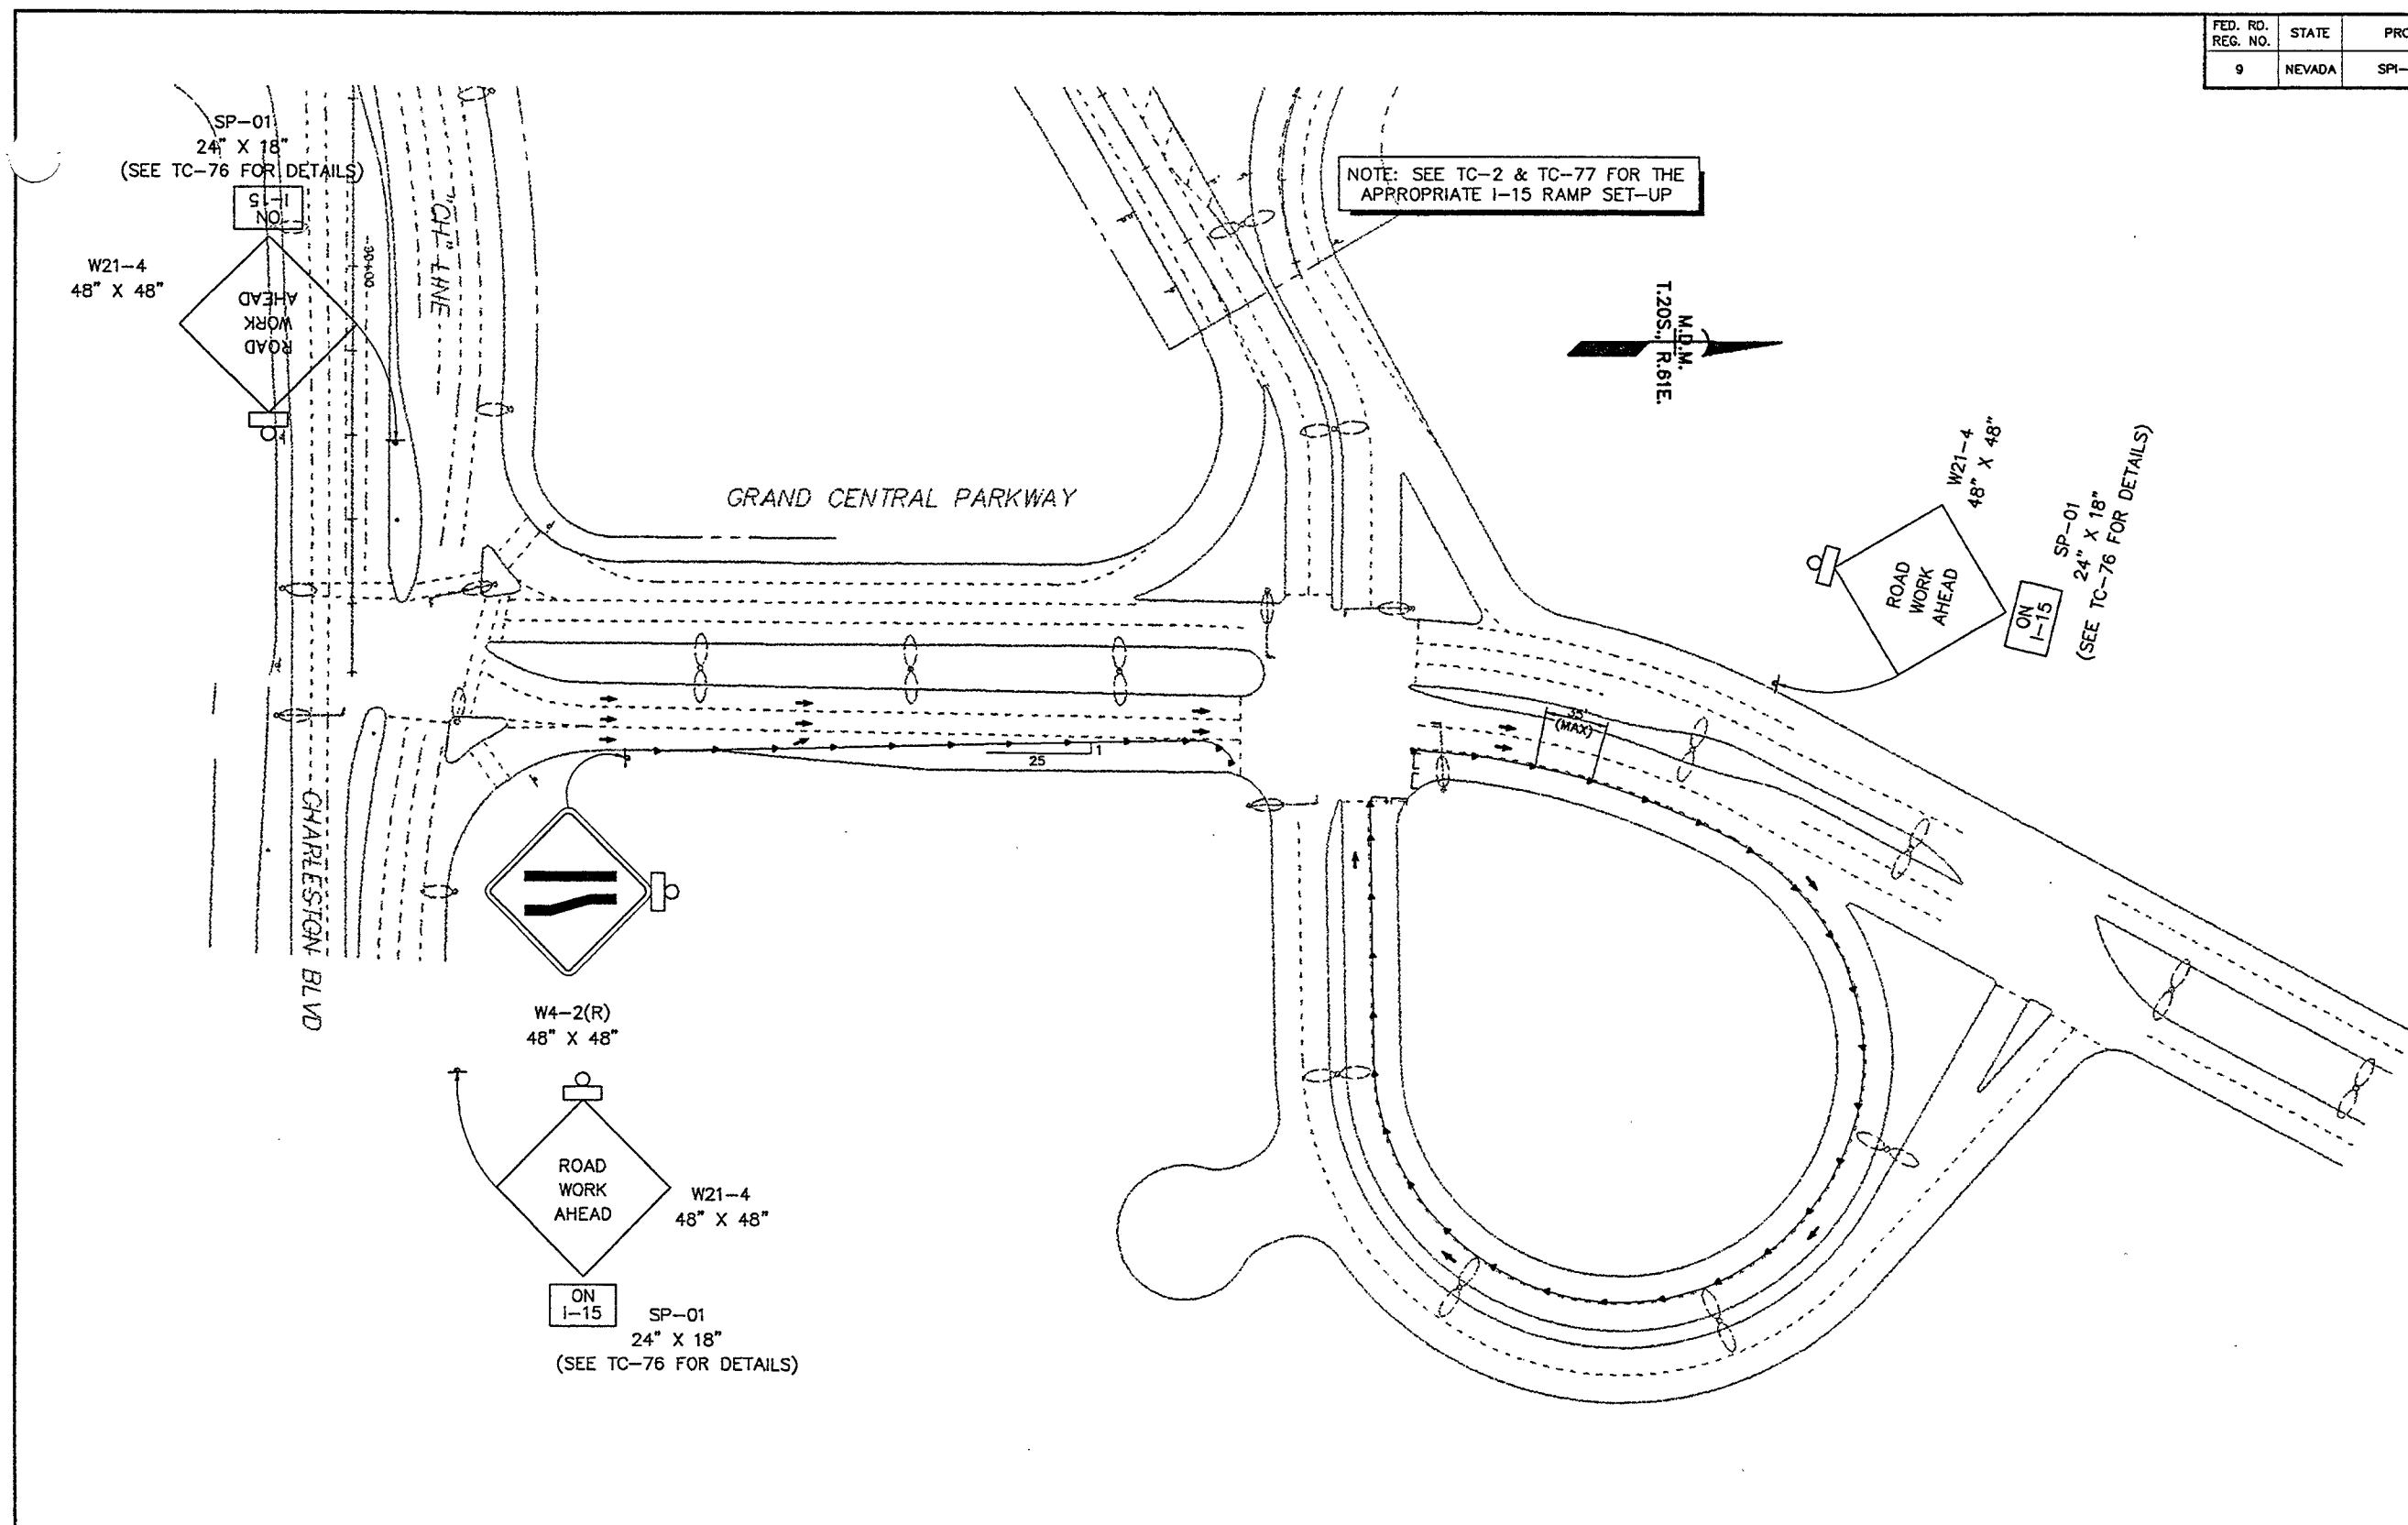 FED. RD.
REG. NO.
STATE
9
NEVADA
SP-01
24" X 18"
(SEE TC-76 FOR DETAILS)
ON
I-15
W21-4
48" X 48"
ROAD
WORK
AHEAD
"CH" LINE
NOTE: SEE TC-2 & TC-77 FOR THE
APPROPRIATE I-15 RAMP SET-UP
M.D.M.
T.20S., R.61E.
GRAND CENTRAL PARKWAY
W21-4
48" X 48"
ROAD
WORK
AHEAD
ON
I-15
SP-01
24" X 18"
(SEE TC-76 FOR DETAILS)
35'
(MAX)
25
1
CHARLESTON BLVD
W4-2(R)
48" X 48"
ROAD
WORK
AHEAD
W21-4
48" X 48"
ON
I-15
SP-01
24" X 18"
(SEE TC-76 FOR DETAILS)